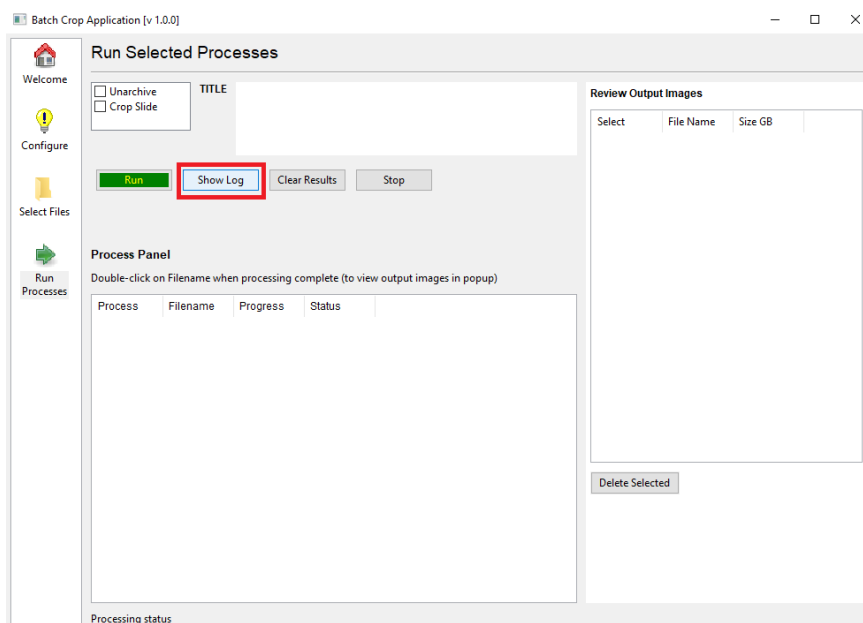 Batch Crop Application [v 1.0.0]
Welcome
Configure
Select Files
Run
Processes
Run Selected Processes
Unarchive
Crop Slide
TITLE
Run
Show Log
Clear Results
Stop
Process Panel
Double-click on Filename when processing complete (to view output images in popup)
Process Filename Progress Status
Processing status
Review Output Images
Select File Name Size GB
Delete Selected